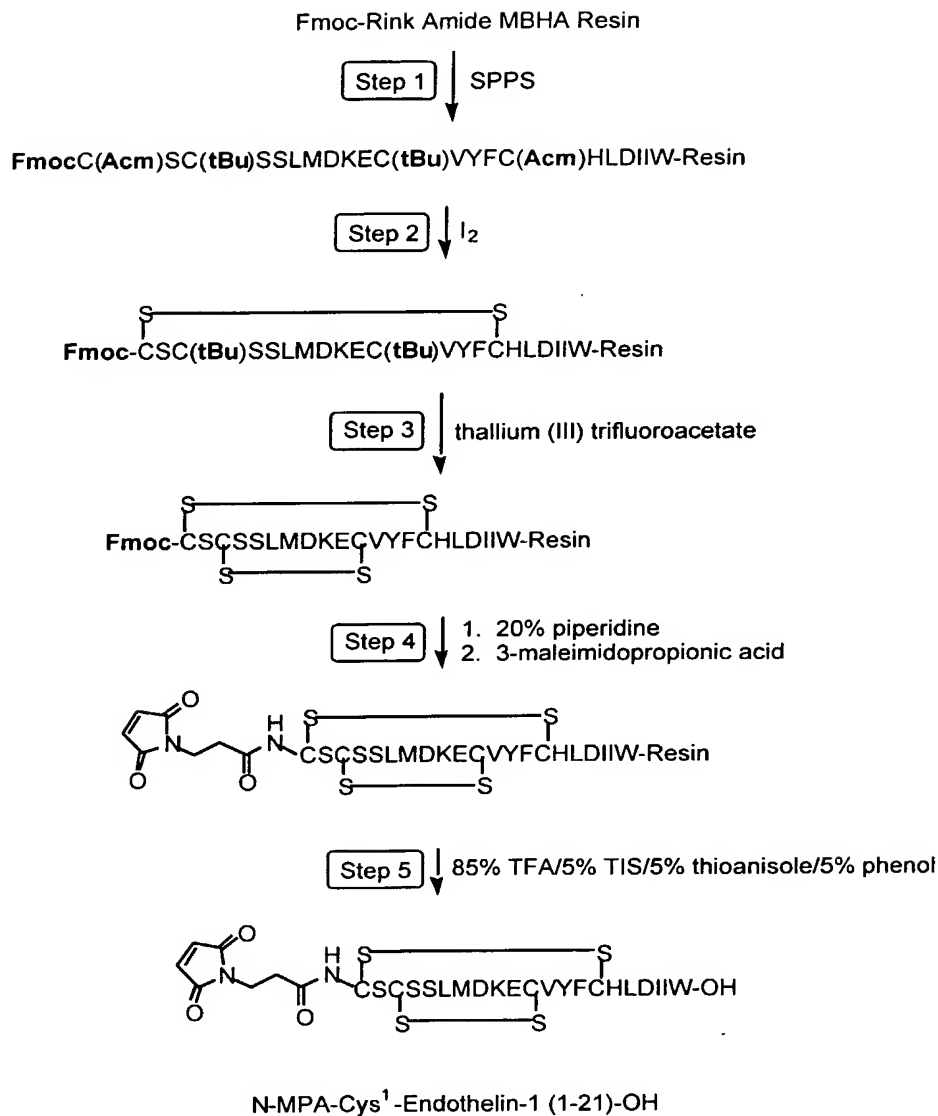 Fmoc-Rink Amide MBHA Resin
Step 1
SPPS
FmocC(Acm)SC(tBu)SSLMDKEC(tBu)VYFC(Acm)HLDIIW-Resin
Step 2
I2
S S
Fmoc-CSC(tBu)SSLMDKEC(tBu)VYFCHLDIIW-Resin
Step 3
thallium (III) trifluoroacetate
S S
Fmoc-CSCSSLMDKECVYFCHLDIIW-Resin
S S
Step 4
1. 20% piperidine
2. 3-maleimidopropionic acid
O
H
S S
N N CSCSSLMDKECVYFCHLDIIW-Resin
O O
S S
Step 5
85% TFA/5% TIS/5% thioanisole/5% phenol
O
H
S S
N N CSCSSLMDKECVYFCHLDIIW-OH
O O
S S
N-MPA-Cys1-Endothelin-1 (1-21)-OH